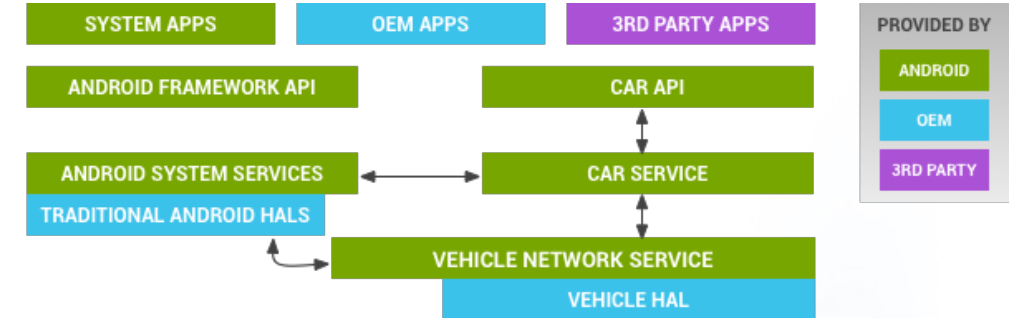 SYSTEM APPS
OEM APPS
3RD PARTY APPS
PROVIDED BY
ANDROID
OEM
3RD PARTY
ANDROID FRAMEWORK API
CAR API
ANDROID SYSTEM SERVICES
CAR SERVICE
TRADITIONAL ANDROID HALS
VEHICLE NETWORK SERVICE
VEHICLE HAL